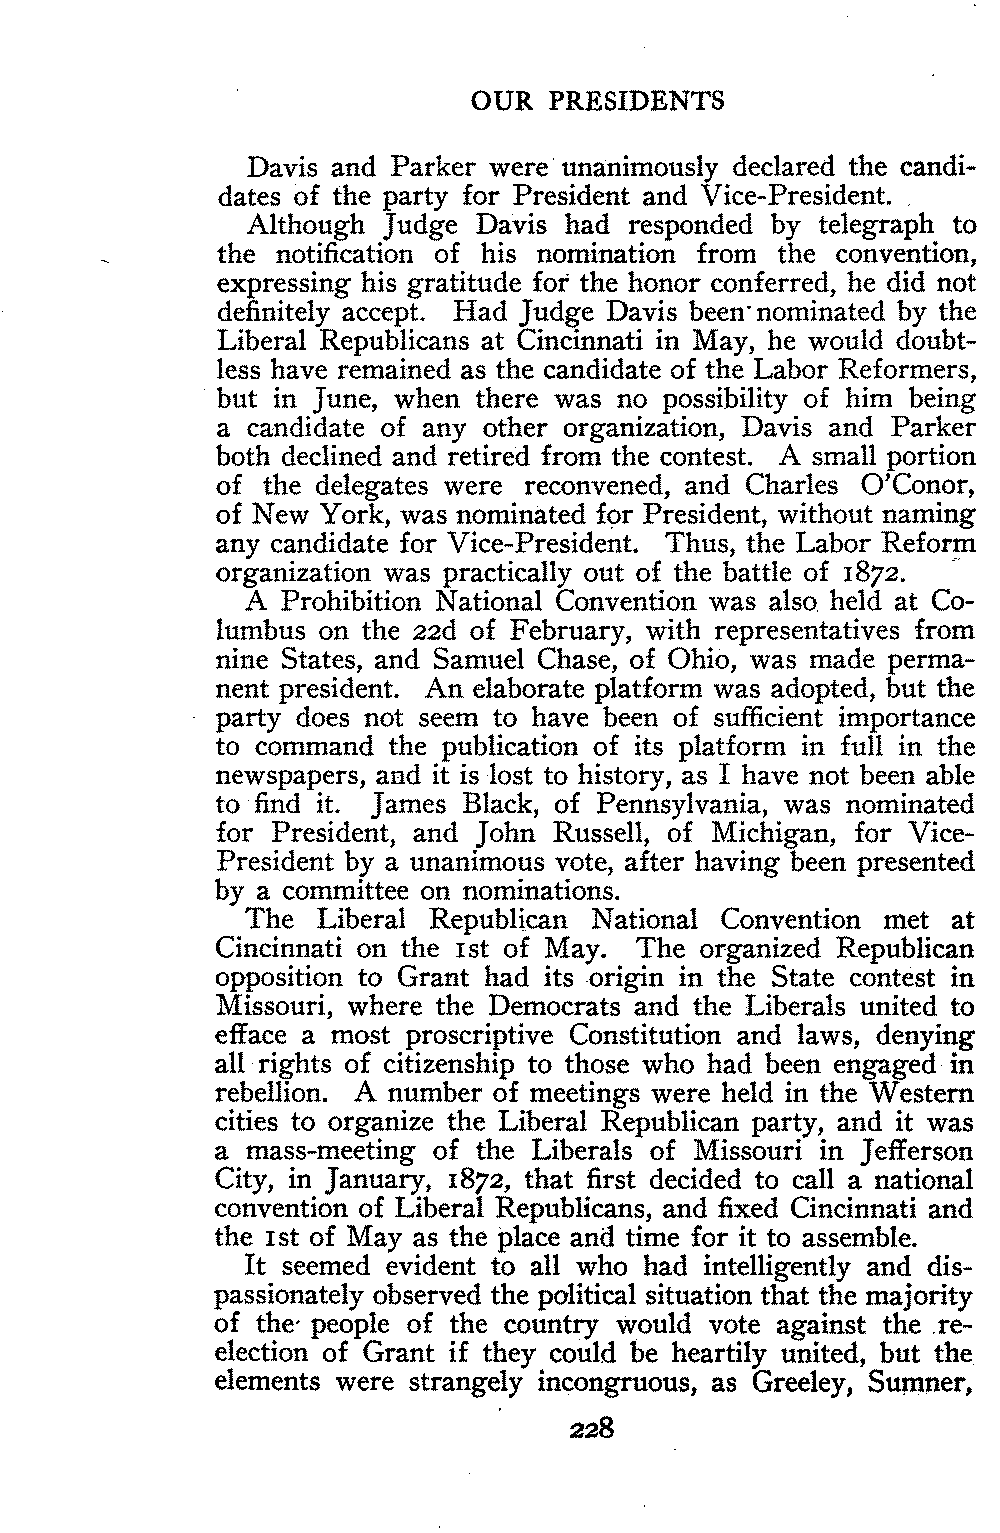 OUR PRESIDENTS
Davis and Parker were unanimously declared the candi-
dates of the party for President and Vice-President.
Although Judge Davis had responded by telegraph to
the notification of his nomination from the convention,
expressing his gratitude for the honor conferred, he did not
definitely accept. Had Judge Davis been nominated by the
Liberal Republicans at Cincinnati in May, he would doubt-
less have remained as the candidate of the Labor Reformers,
but in June, when there was no possibility of him being
a candidate of any other organization, Davis and Parker
both declined and retired from the contest. A small portion
of the delegates were reconvened, and Charles O'Conor,
of New York, was nominated for President, without naming
any candidate for Vice-President. Thus, the Labor Reform
organization was practically out of the battle of 1872.
A Prohibition National Convention was also held at Co-
lumbus on the 22d of February, with representatives from
nine States, and Samuel Chase, of Ohio, was made perma-
nent president. An elaborate platform was adopted, but the
party does not seem to have been of sufficient importance
to command the publication of its platform in full in the
newspapers, and it is lost to history, as I have not been able
to find it. James Black, of Pennsylvania, was nominated
for President, and John Russell, of Michigan, for Vice-
President by a unanimous vote, after having been presented
by a committee on nominations.
The Liberal Republican National Convention met at
Cincinnati on the 1st of May. The organized Republican
opposition to Grant had its origin in the State contest in
Missouri, where the Democrats and the Liberals united to
efface a most proscriptive Constitution and laws, denying
all rights of citizenship to those who had been engaged in
rebellion. A number of meetings were held in the Western
cities to organize the Liberal Republican party, and it was
a mass-meeting of the Liberals of Missouri in Jefferson
City, in January, 1872, that first decided to call a national
convention of Liberal Republicans, and fixed Cincinnati and
the 1st of May as the place and time for it to assemble.
It seemed evident to all who had intelligently and dis-
passionately observed the political situation that the majority
of the people of the country would vote against the re-
election of Grant if they could be heartily united, but the
elements were strangely incongruous, as Greeley, Sumner,
228